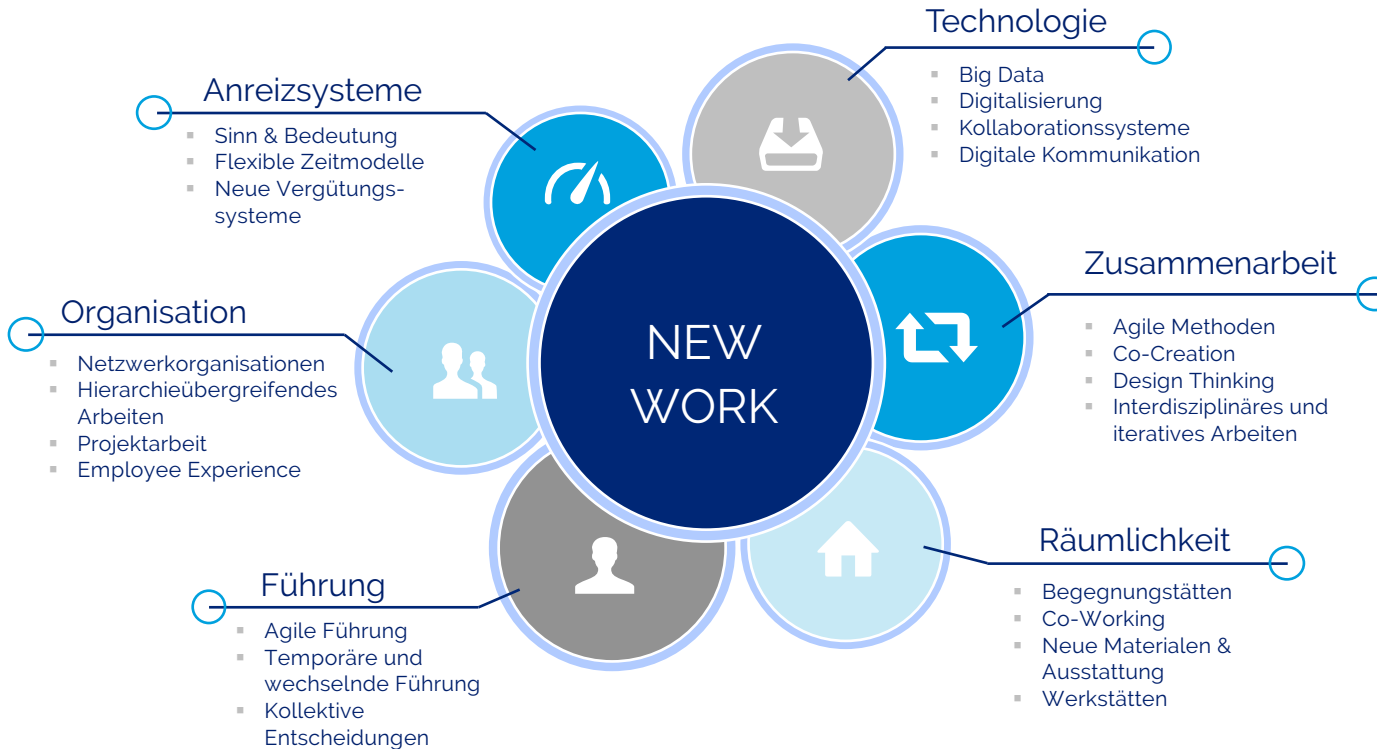 Technologie
Big Data
Digitalisierung
Kollaborationssysteme
Digitale Kommunikation
Anreizsysteme
Sinn & Bedeutung
Flexible Zeitmodelle
Neue Vergütungs-
systeme
Zusammenarbeit
Agile Methoden
Co-Creation
Design Thinking
Interdisziplinäres und
iteratives Arbeiten
Organisation
Netzwerkorganisationen
Hierarchieübergreifendes
Arbeiten
Projektarbeit
Employee Experience
NEW
WORK
Räumlichkeit
Begegnungstätten
Co-Working
Neue Materialen &
Ausstattung
Werkstätten
Führung
Agile Führung
Temporäre und
wechselnde Führung
Kollektive
Entscheidungen